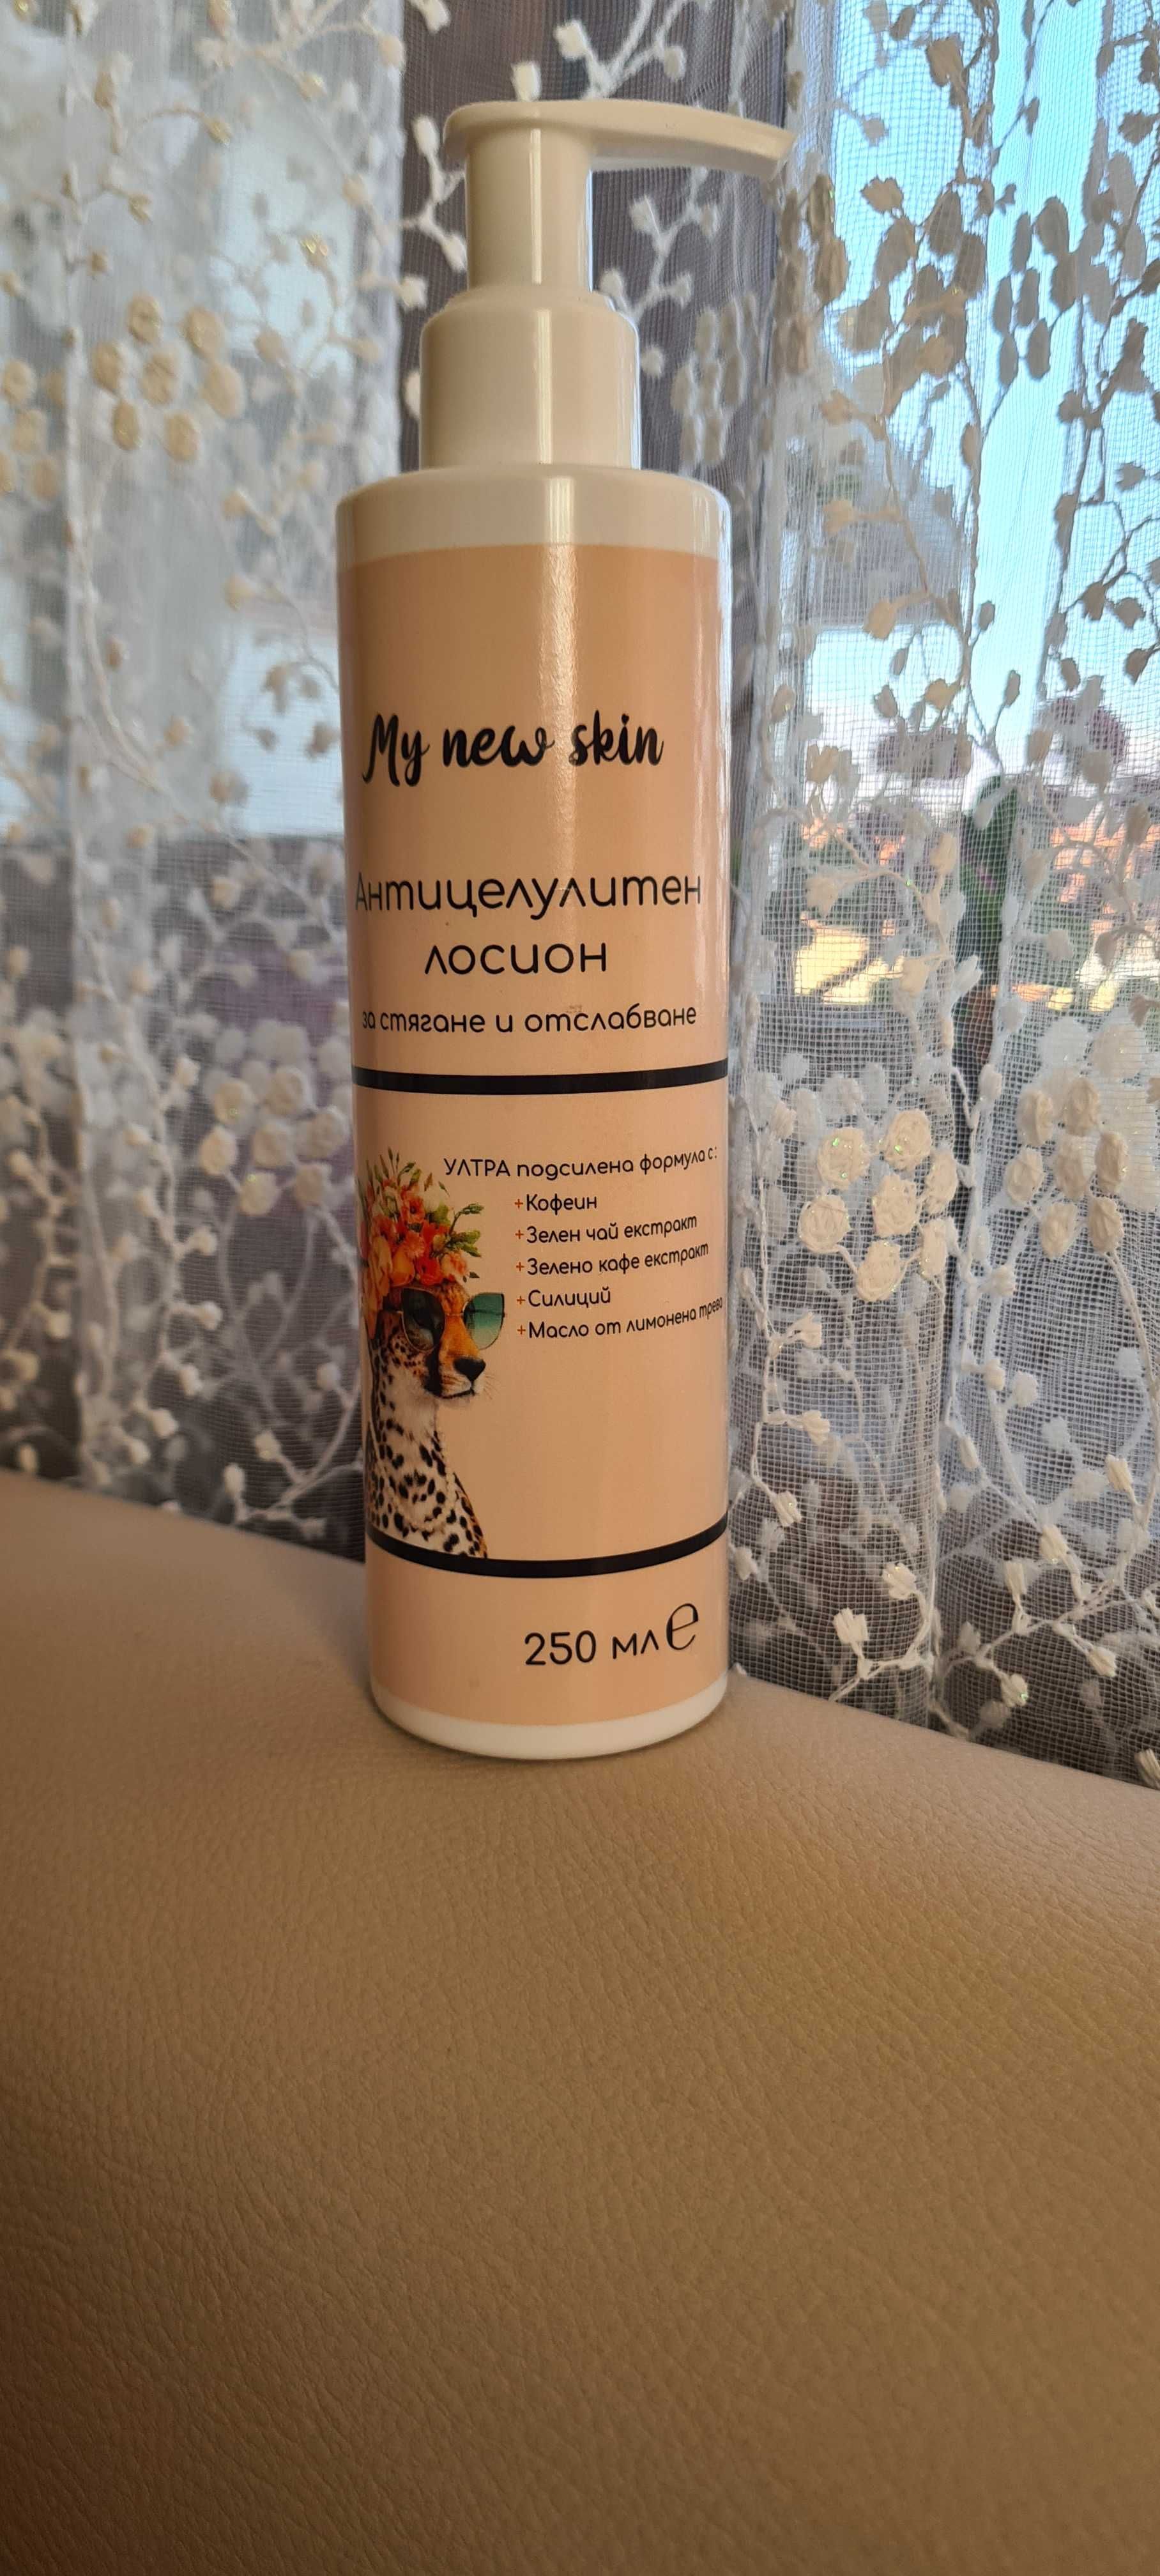 My new skin
Антицелулитен
лосион
за стягане и отслабване
УЛТРА подсилена формула с:
+Кофеин
+Зелен чай екстракт
+Зелено кафе екстракт
+Силиций
+Масло от лимонена трева
250 мл e